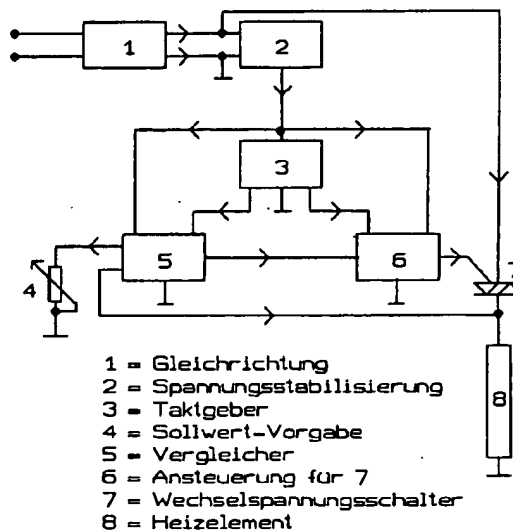 1
2
3
5
6
7
4
8
1 = Gleichrichtung
2 = Spannungsstabilisierung
3 = Taktgeber
4 = Sollwert-Vorgabe
5 = Vergleicher
6 = Ansteuerung für 7
7 = Wechselspannungsschalter
8 = Heizelement